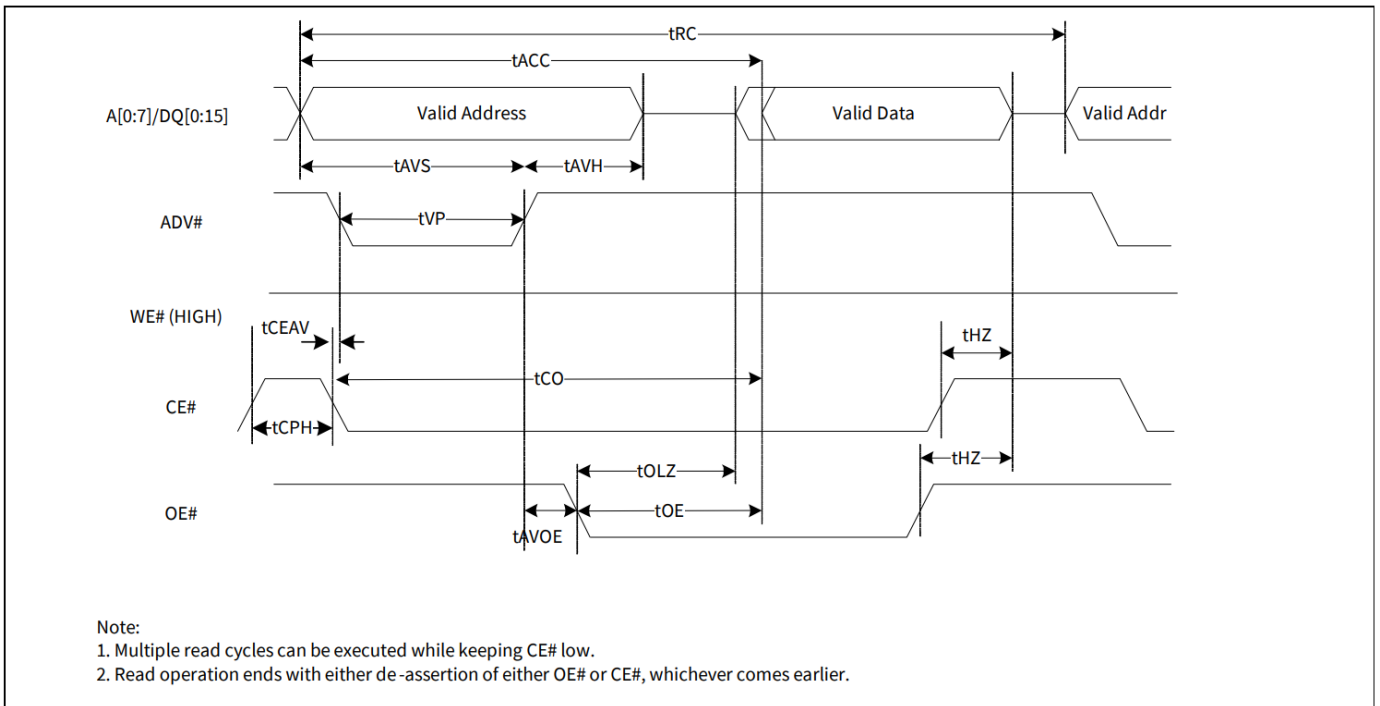 tRC
tACC
A[0:7]/DQ[0:15]
Valid Address
Valid Data
Valid Addr
tAVS
tAVH
ADV#
tVP
WE# (HIGH)
tCEAV
tHZ
tCO
CE#
tCPH
tHZ
tOLZ
OE#
tOE
tAVOE
Note:
1. Multiple read cycles can be executed while keeping CE# low.
2. Read operation ends with either de-assertion of either OE# or CE#, whichever comes earlier.